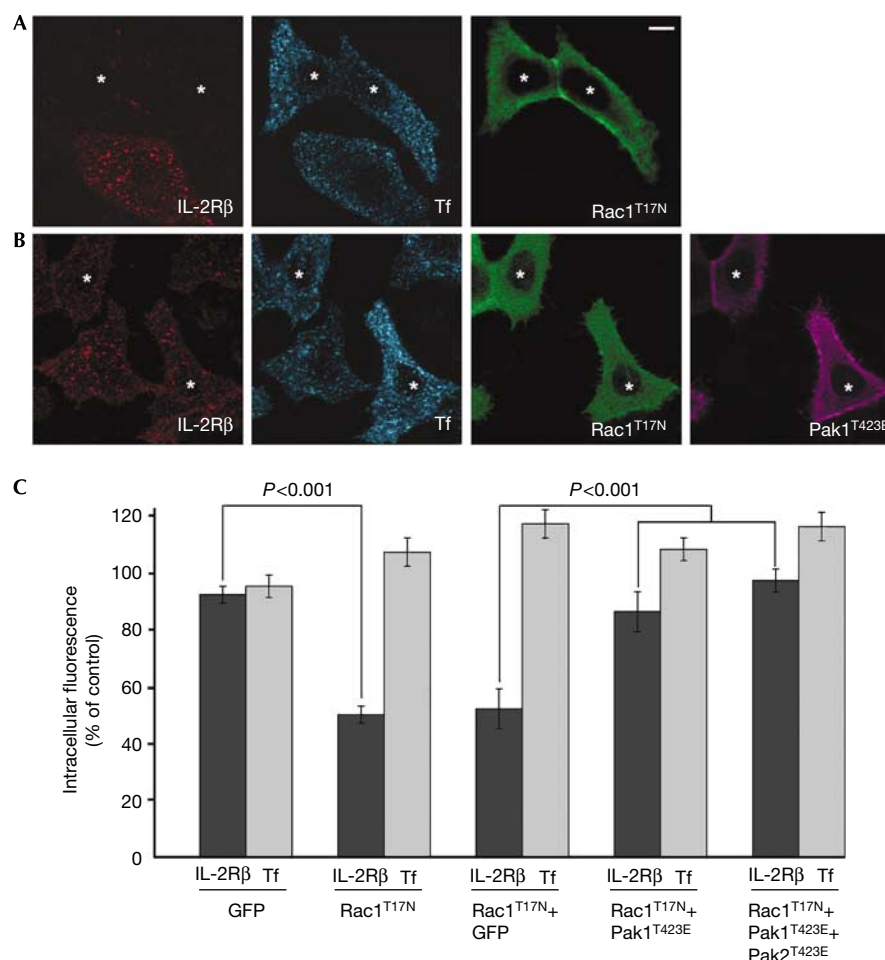 A
IL-2Rβ
Tf
Rac1T17N
B
IL-2Rβ
Tf
Rac1T17N
Pak1T423E
C
P<0.001
P<0.001
Intracellular fluorescence
(% of control)
120
100
80
60
40
20
0
IL-2Rβ Tf IL-2Rβ Tf IL-2Rβ Tf IL-2Rβ Tf IL-2Rβ Tf
GFP Rac1T17N Rac1T17N+ Rac1T17N+ Rac1T17N+
GFP Pak1T423E Pak1T423E+
Pak2T423E